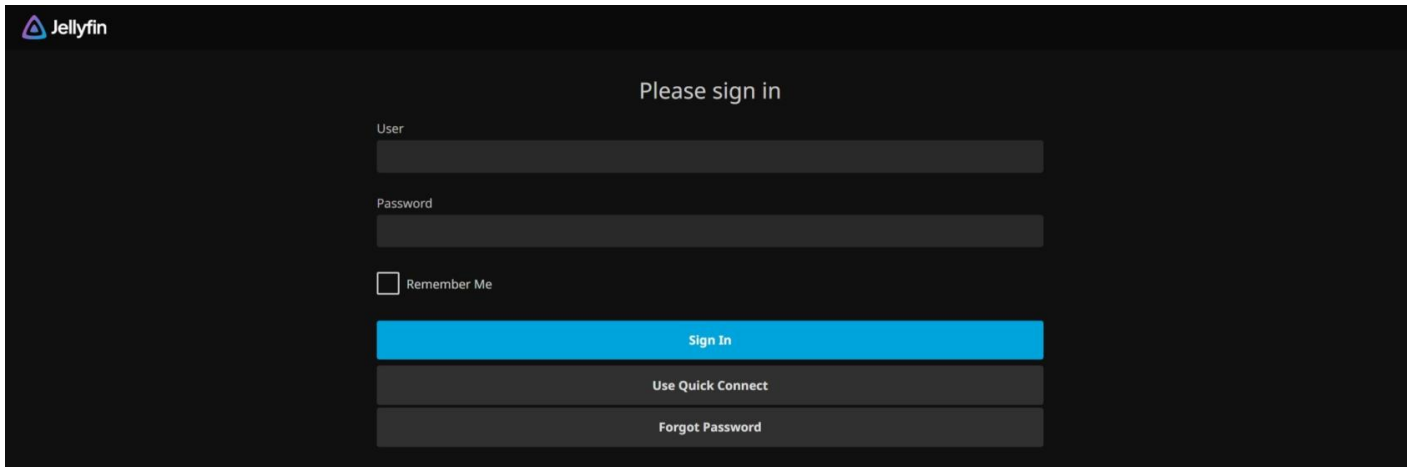 Jellyfin
Please sign in
User
Password
Remember Me
Sign In
Use Quick Connect
Forgot Password